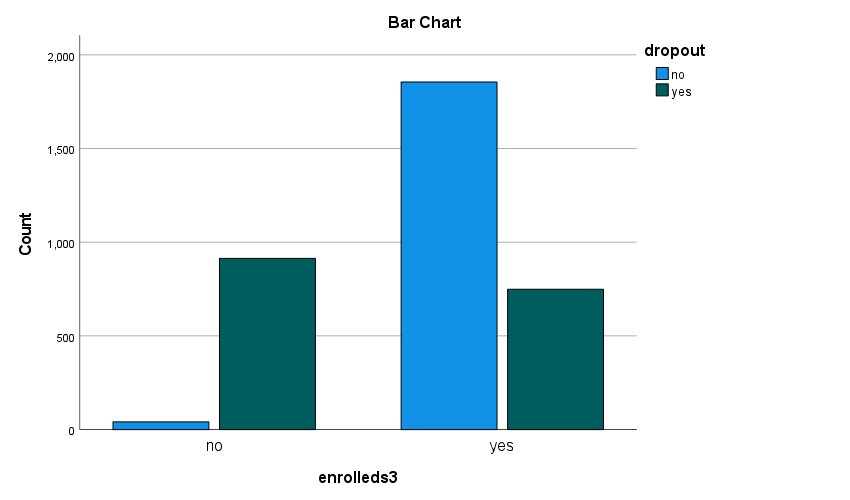 Bar Chart
dropout
no
yes
2,000
1,500
1,000
500
0
Count
no
yes
enrolleds3